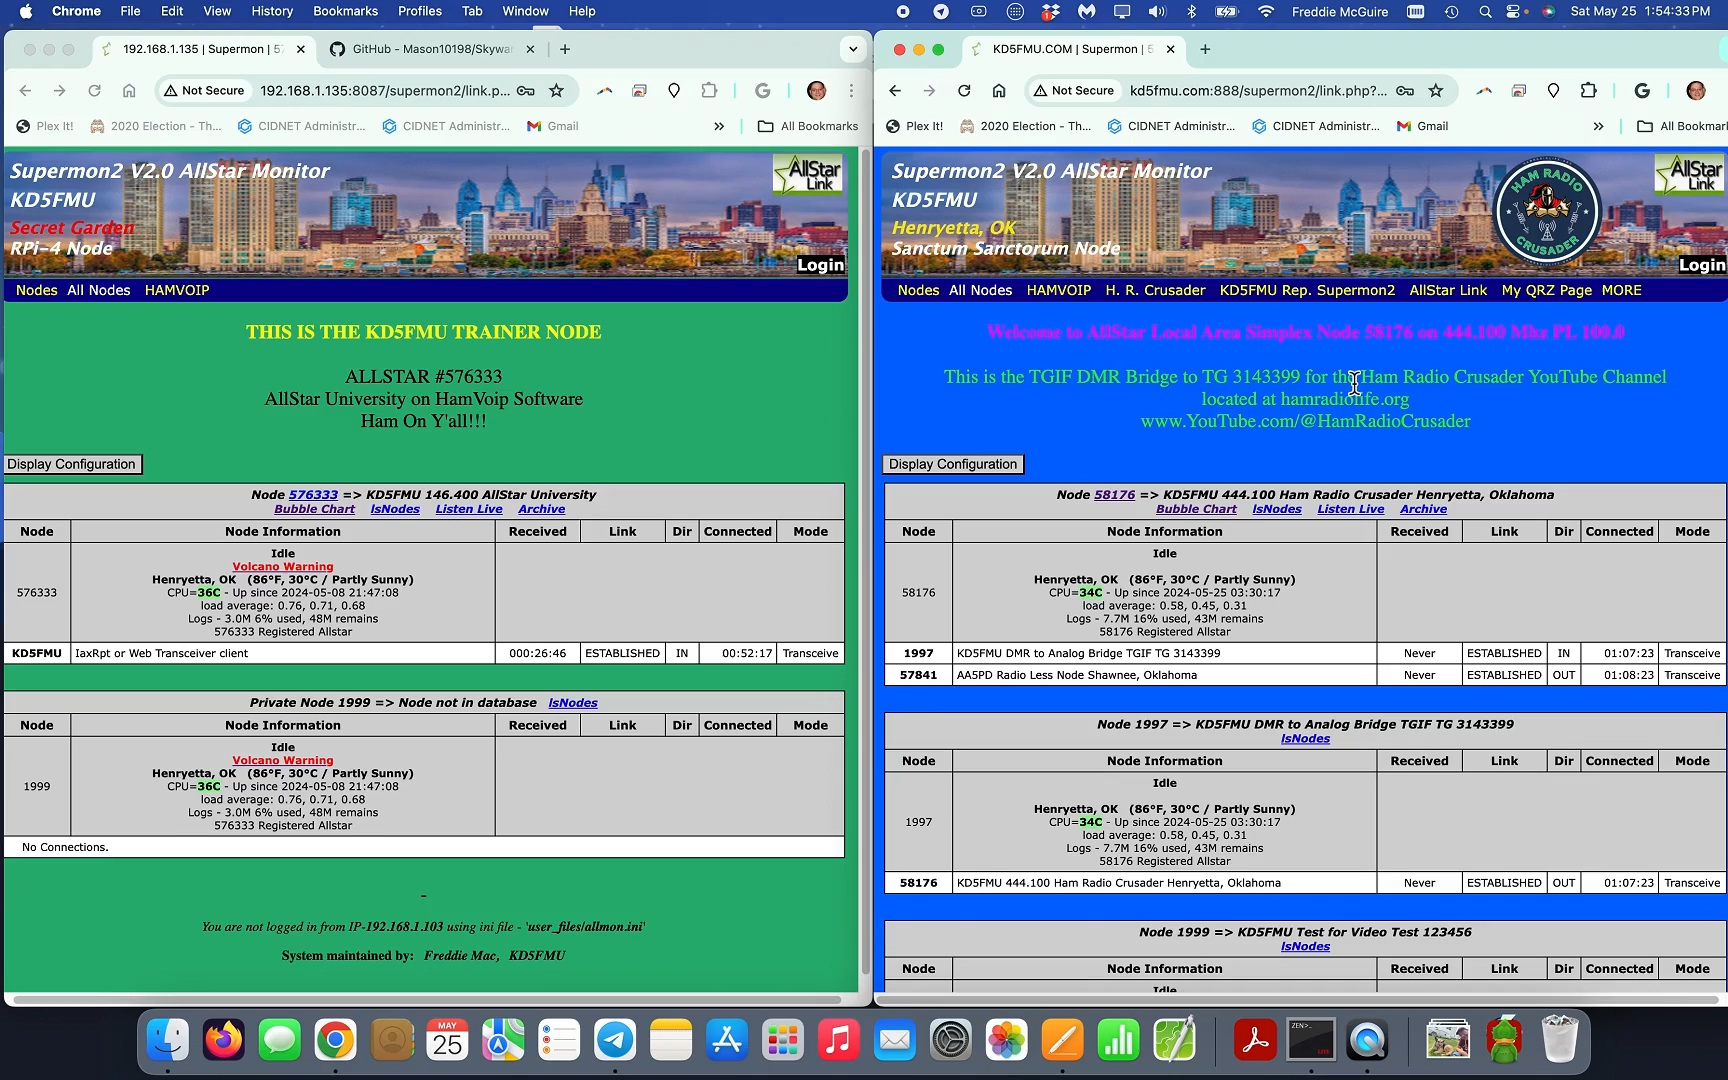 Chrome File Edit View History Bookmarks Profiles Tab Window Help
Freddie McGuire
Sat May 25 1:54:33 PM
192.168.1.135 | Supermon | 57
GitHub - Mason10198/Skywa
Not Secure
192.168.1.135:8087/supermon2/link.p...
Plex It!
2020 Election - Th...
CIDNET Administr...
CIDNET Administr...
Gmail
»
All Bookmarks
Supermon2 V2.0 AllStar Monitor
KD5FMU
Secret Garden
RPi-4 Node
AllStar
Link
Login
Nodes All Nodes HAMVOIP
THIS IS THE KD5FMU TRAINER NODE
ALLSTAR #576333
AllStar University on HamVoip Software
Ham On Y'all!!!
Display Configuration
Node 576333 => KD5FMU 146.400 AllStar University
Bubble Chart lsNodes Listen Live Archive
Node Node Information Received Link Dir Connected Mode
Idle
Volcano Warning
Henryetta, OK (86°F, 30°C / Partly Sunny)
576333 CPU=36C - Up since 2024-05-08 21:47:08
load average: 0.76, 0.71, 0.68
Logs - 3.0M 6% used, 48M remains
576333 Registered Allstar
KD5FMU IaxRpt or Web Transceiver client 000:26:46 ESTABLISHED IN 00:52:17 Transceive
Private Node 1999 => Node not in database lsNodes
Node Node Information Received Link Dir Connected Mode
Idle
Volcano Warning
Henryetta, OK (86°F, 30°C / Partly Sunny)
1999 CPU=36C - Up since 2024-05-08 21:47:08
load average: 0.76, 0.71, 0.68
Logs - 3.0M 6% used, 48M remains
576333 Registered Allstar
No Connections.
-
You are not logged in from IP-192.168.1.103 using ini file - 'user_files/allmon.ini'
System maintained by: Freddie Mac, KD5FMU
KD5FMU.COM | Supermon | 5
Not Secure
kd5fmu.com:888/supermon2/link.php?...
Plex It!
2020 Election - Th...
CIDNET Administr...
CIDNET Administr...
Gmail
»
All Bookmar
Supermon2 V2.0 AllStar Monitor
KD5FMU
Henryetta, OK
Sanctum Sanctorum Node
HAM RADIO
CRUSADER
AllStar
Link
Login
Nodes All Nodes HAMVOIP H. R. Crusader KD5FMU Rep. Supermon2 AllStar Link My QRZ Page MORE
Welcome to AllStar Local Area Simplex Node 58176 on 444.100 Mhz PL 100.0
This is the TGIF DMR Bridge to TG 3143399 for the Ham Radio Crusader YouTube Channel
located at hamradiolife.org
www.YouTube.com/@HamRadioCrusader
Display Configuration
Node 58176 => KD5FMU 444.100 Ham Radio Crusader Henryetta, Oklahoma
Bubble Chart lsNodes Listen Live Archive
Node Node Information Received Link Dir Connected Mode
Idle
Henryetta, OK (86°F, 30°C / Partly Sunny)
58176 CPU=34C - Up since 2024-05-25 03:30:17
load average: 0.58, 0.45, 0.31
Logs - 7.7M 16% used, 43M remains
58176 Registered Allstar
1997 KD5FMU DMR to Analog Bridge TGIF TG 3143399 Never ESTABLISHED IN 01:07:23 Transceive
57841 AA5PD Radio Less Node Shawnee, Oklahoma Never ESTABLISHED OUT 01:08:23 Transceive
Node 1997 => KD5FMU DMR to Analog Bridge TGIF TG 3143399
lsNodes
Node Node Information Received Link Dir Connected Mode
Idle
Henryetta, OK (86°F, 30°C / Partly Sunny)
1997 CPU=34C - Up since 2024-05-25 03:30:17
load average: 0.58, 0.45, 0.31
Logs - 7.7M 16% used, 43M remains
58176 Registered Allstar
58176 KD5FMU 444.100 Ham Radio Crusader Henryetta, Oklahoma Never ESTABLISHED OUT 01:07:23 Transceive
Node 1999 => KD5FMU Test for Video Test 123456
lsNodes
Node Node Information Received Link Dir Connected Mode
Idle
MAY
25
ZEN>_